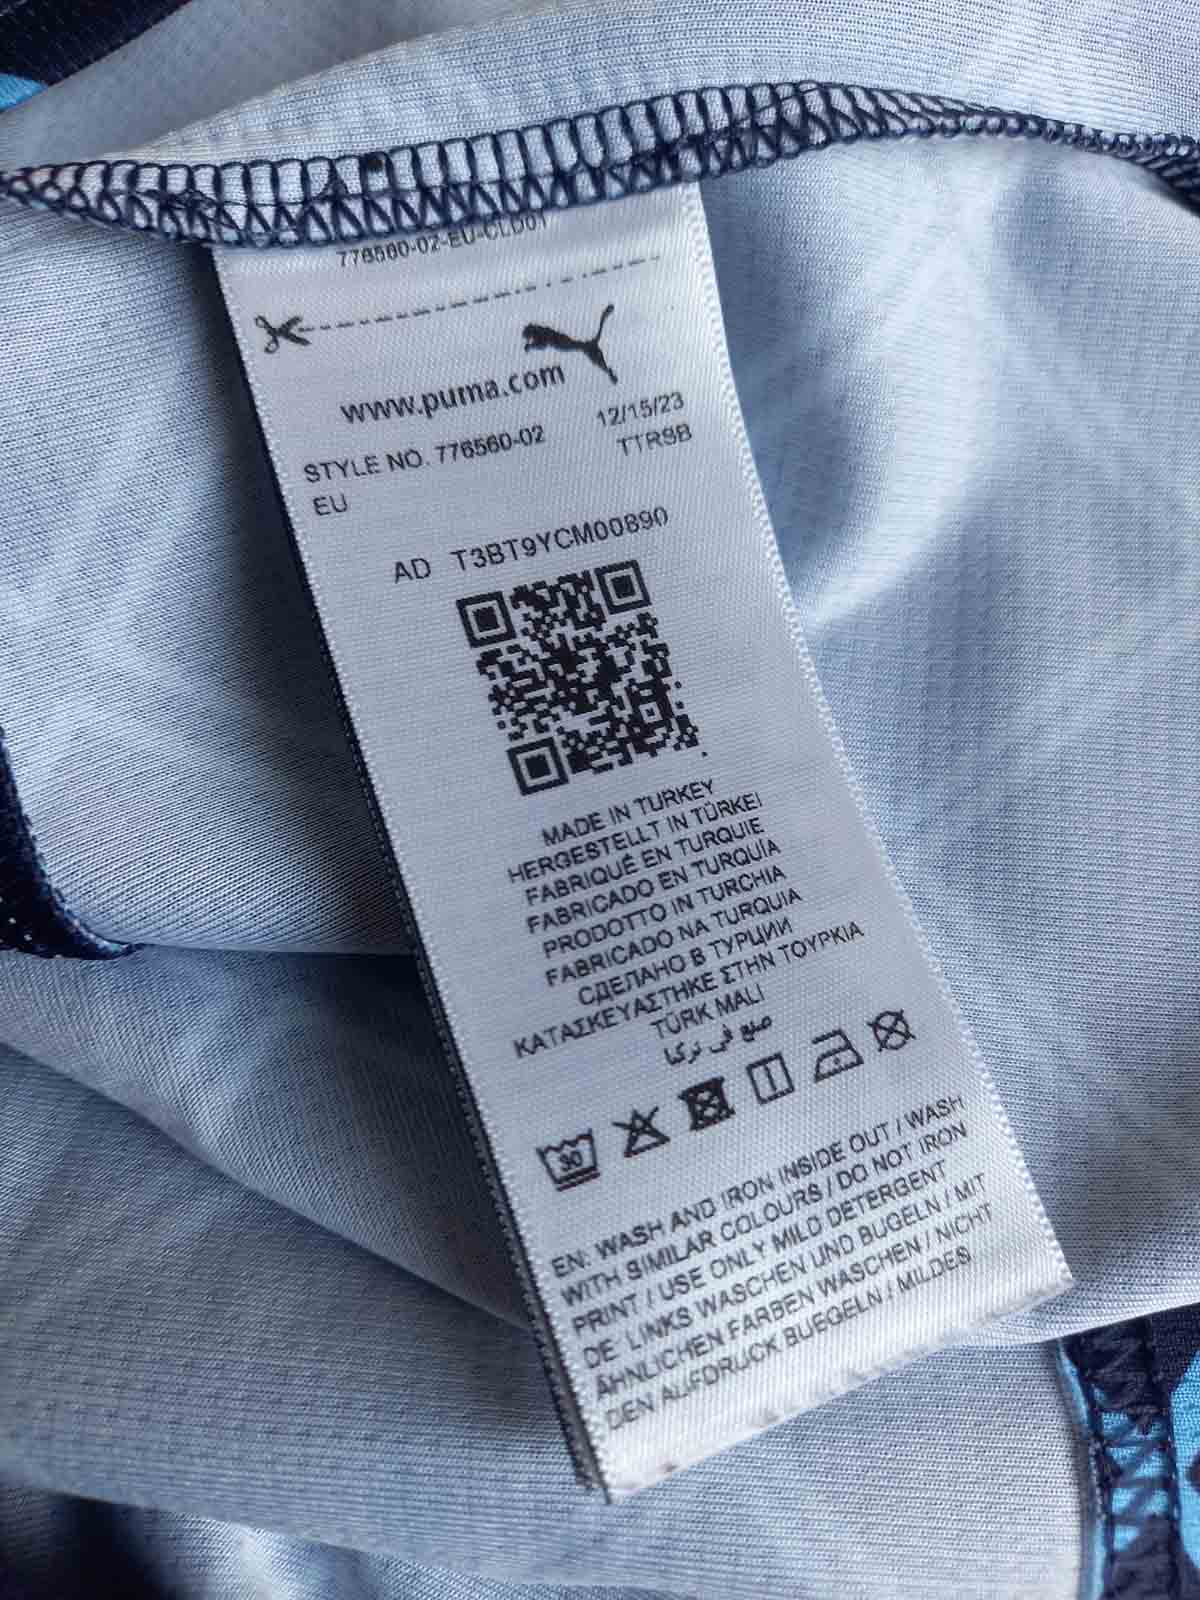 776560-02-EU-CLD01
www.puma.com
STYLE NO. 776560-02 12/15/23
EU TTRSB
AD T3BT9YCM00890
MADE IN TURKEY
HERGESTELLT IN TÜRKEI
FABRIQUÉ EN TURQUIE
FABRICADO EN TURQUÍA
PRODOTTO IN TURCHIA
FABRICADO NA TURQUIA
СДЕЛАНО В ТУРЦИИ
ΚΑΤΑΣΚΕΥΑΣΤΗΚΕ ΣΤΗΝ ΤΟΥΡΚΙΑ
TÜRK MALI
صنع في تركيا
30
EN: WASH AND IRON INSIDE OUT / WASH
WITH SIMILAR COLOURS / DO NOT IRON
PRINT / USE ONLY MILD DETERGENT
DE: LINKS WASCHEN UND BÜGELN / MIT
ÄHNLICHEN FARBEN WASCHEN / NICHT
DEN AUFDRUCK BUEGELN / MILDES